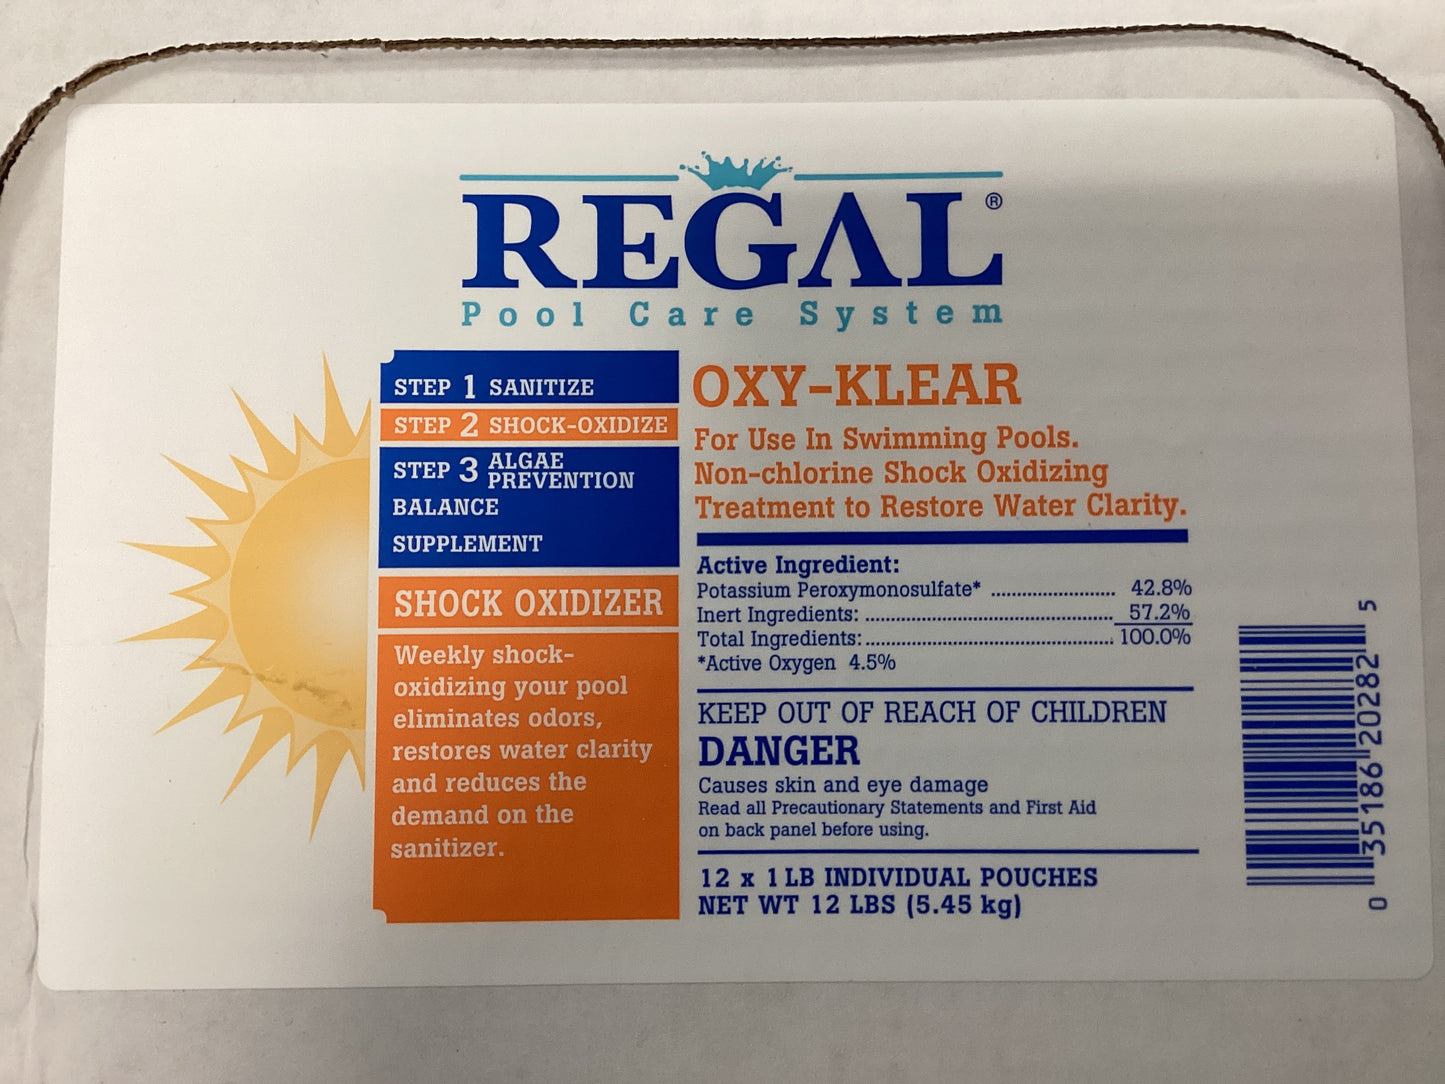 REGAL®
Pool Care System
STEP 1 SANITIZE
STEP 2 SHOCK-OXIDIZE
STEP 3 ALGAE
PREVENTION
BALANCE
SUPPLEMENT
SHOCK OXIDIZER
Weekly shock-
oxidizing your pool
eliminates odors,
restores water clarity
and reduces the
demand on the
sanitizer.
OXY-KLEAR
For Use In Swimming Pools.
Non-chlorine Shock Oxidizing
Treatment to Restore Water Clarity.
Active Ingredient:
Potassium Peroxymonosulfate* ........................ 42.8%
Inert Ingredients: ................................................ 57.2%
Total Ingredients: ................................................ 100.0%
*Active Oxygen 4.5%
KEEP OUT OF REACH OF CHILDREN
DANGER
Causes skin and eye damage
Read all Precautionary Statements and First Aid
on back panel before using.
12 x 1 LB INDIVIDUAL POUCHES
NET WT 12 LBS (5.45 kg)
0 35186 20282 5